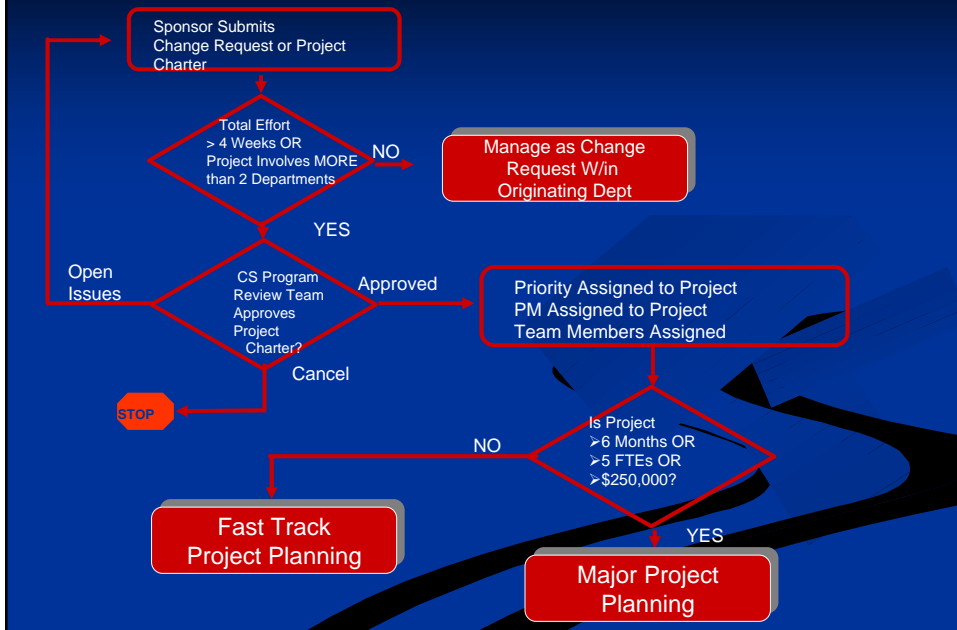 Sponsor Submits
Change Request or Project
Charter
Total Effort
> 4 Weeks OR
Project Involves MORE
than 2 Departments
NO
Manage as Change
Request W/in
Originating Dept
YES
Open
Issues
CS Program
Review Team
Approves
Project
Charter?
Approved
Priority Assigned to Project
PM Assigned to Project
Team Members Assigned
Cancel
STOP
Is Project
➢6 Months OR
➢5 FTEs OR
➢$250,000?
NO
Fast Track
Project Planning
YES
Major Project
Planning